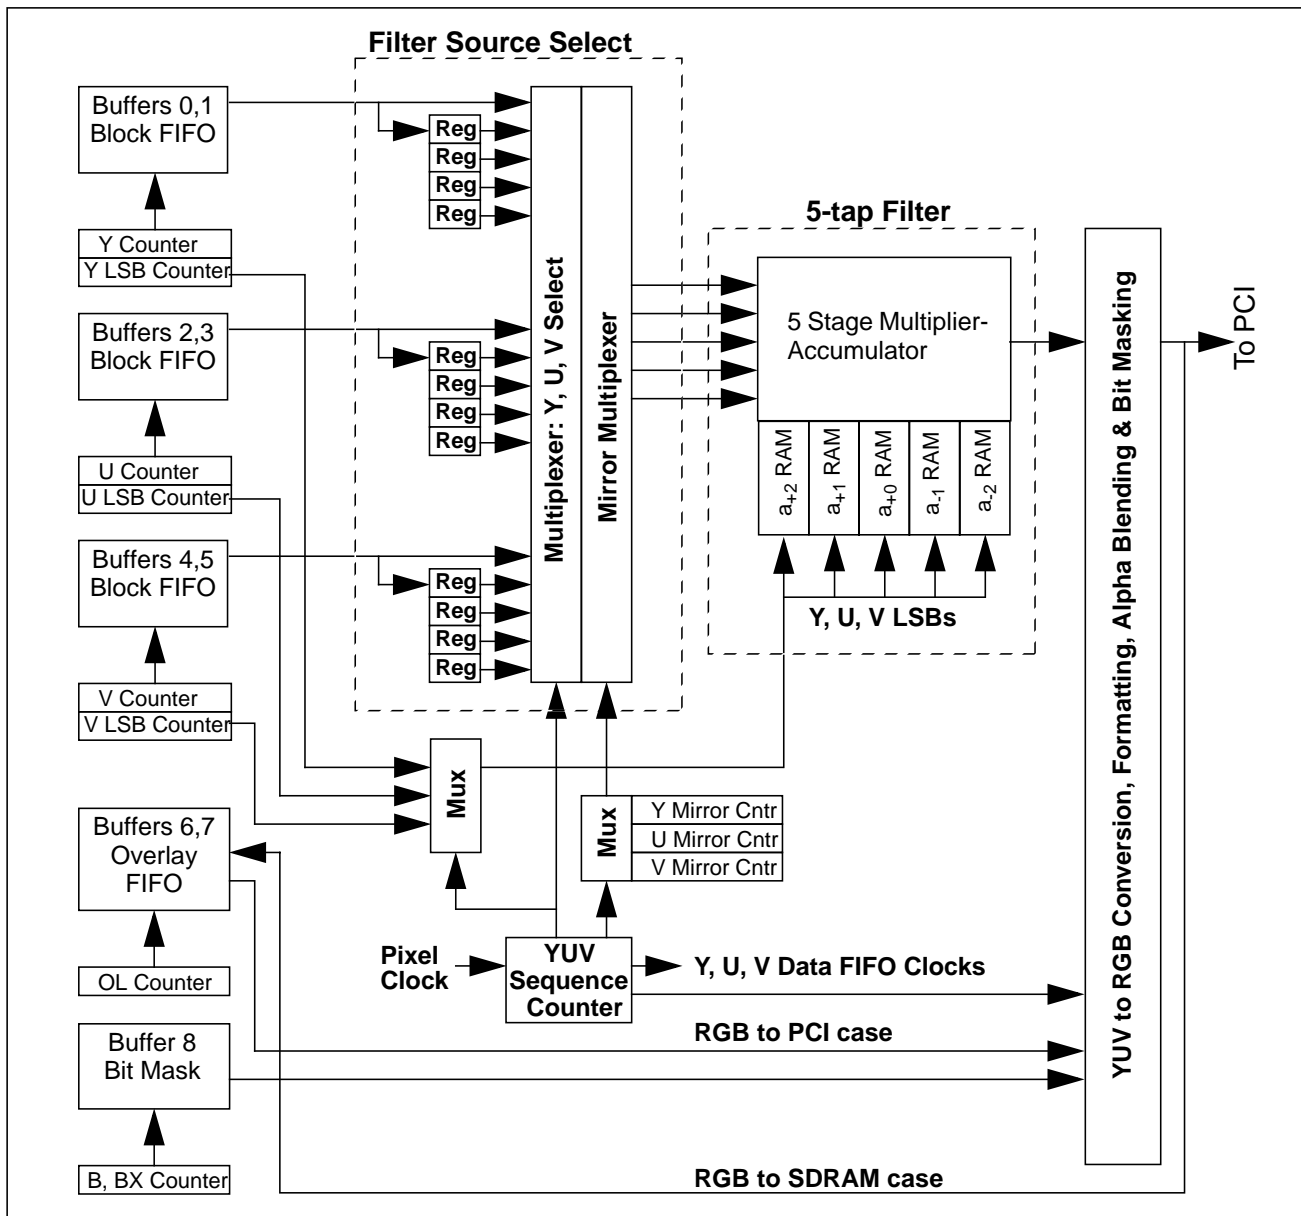 Filter Source Select
Buffers 0,1
Block FIFO
Reg
Reg
Reg
Reg
Y Counter
Y LSB Counter
Buffers 2,3
Block FIFO
Reg
Reg
Reg
Reg
U Counter
U LSB Counter
Buffers 4,5
Block FIFO
Reg
Reg
Reg
Reg
V Counter
V LSB Counter
Multiplexer: Y, U, V Select
Mirror Multiplexer
5-tap Filter
5 Stage Multiplier-
Accumulator
a+2 RAM
a+1 RAM
a+0 RAM
a-1 RAM
a-2 RAM
Y, U, V LSBs
YUV to RGB Conversion, Formatting, Alpha Blending & Bit Masking
To PCI
Mux
Mux
Y Mirror Cntr
U Mirror Cntr
V Mirror Cntr
Buffers 6,7
Overlay
FIFO
OL Counter
Pixel
Clock
YUV
Sequence
Counter
Y, U, V Data FIFO Clocks
RGB to PCI case
Buffer 8
Bit Mask
B, BX Counter
RGB to SDRAM case